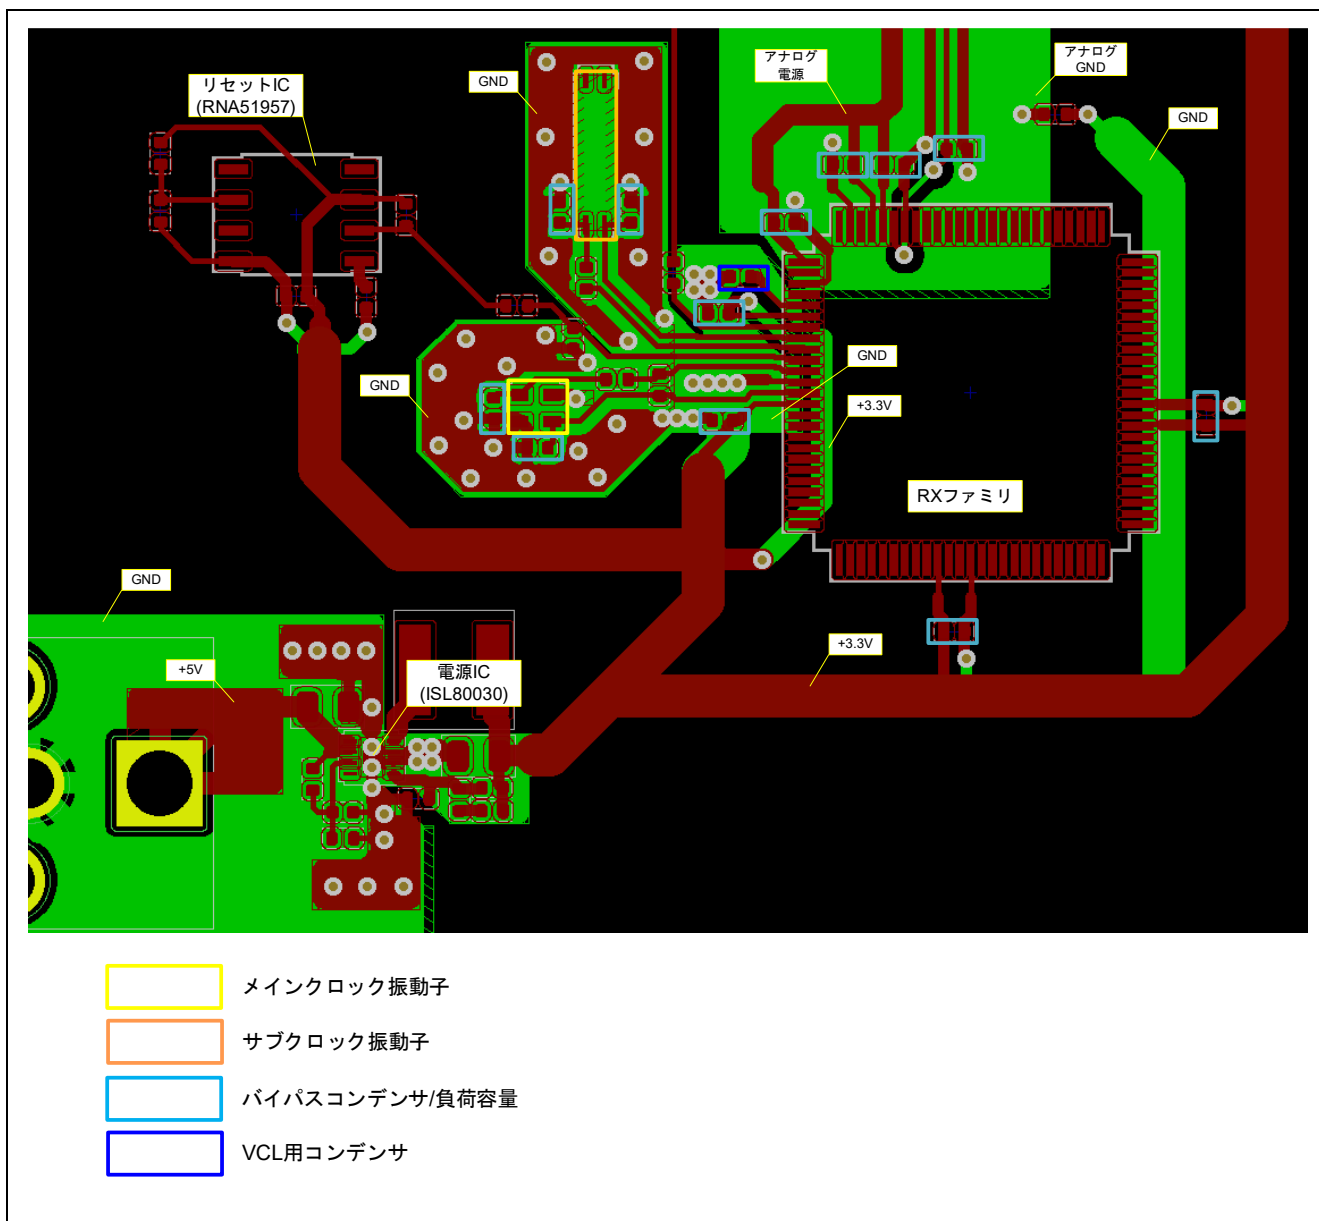 アナログ
電源
アナログ
GND
リセットIC
(RNA51957)
GND
GND
GND
GND
+3.3V
RXファミリ
GND
+3.3V
+5V
電源IC
(ISL80030)
メインクロック振動子
サブクロック振動子
バイパスコンデンサ/負荷容量
VCL用コンデンサ